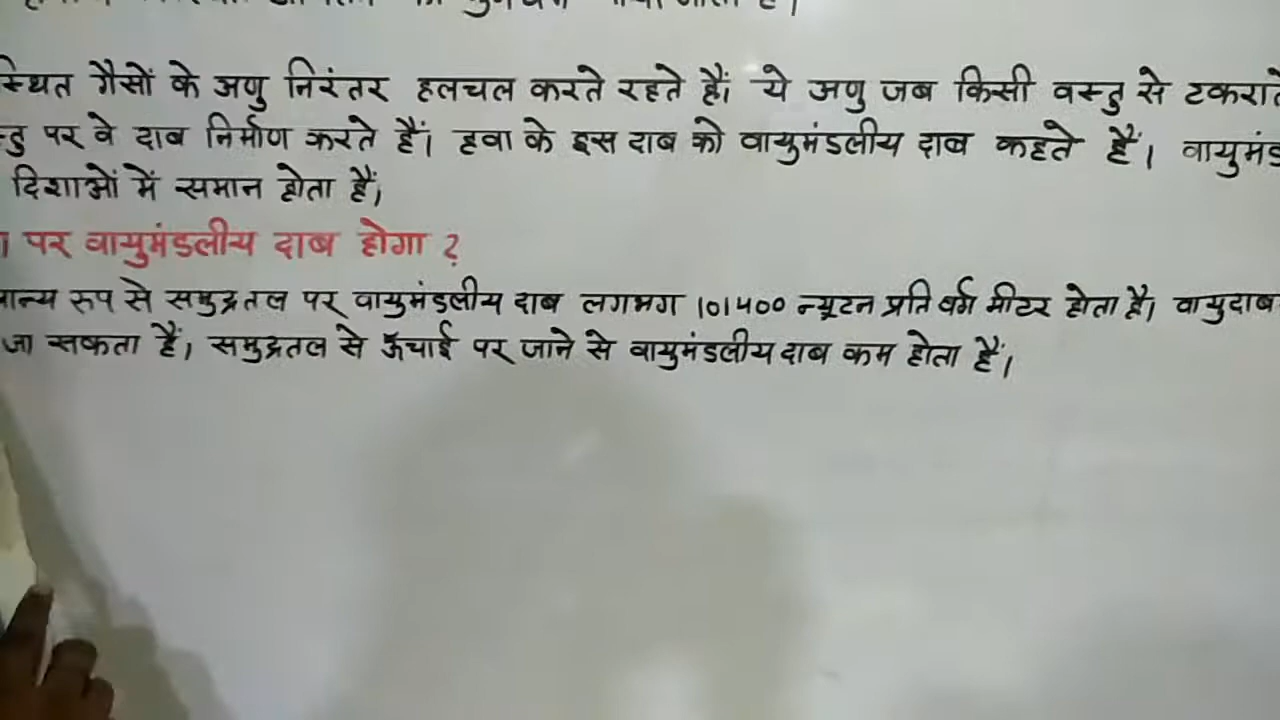 स्थित गैसों के अणु निरंतर हलचल करते रहते हैं। ये अणु जब किसी वस्तु से टकराते
पर वे दाब निर्माण करते हैं। हवा के इस दाब को वायुमंडलीय दाब कहते हैं। वायुमंड
दिशाओं में समान होता हैं।
पर वायुमंडलीय दाब होगा ?
मान्य रुप से समुद्रतल पर वायुमंडलीय दाब लगभग 101400 न्यूटन प्रति वर्ग मीटर होता है। वायुदाब
जा सकता हैं। समुद्रतल से ऊँचाई पर जाने से वायुमंडलीय दाब कम होता हैं।